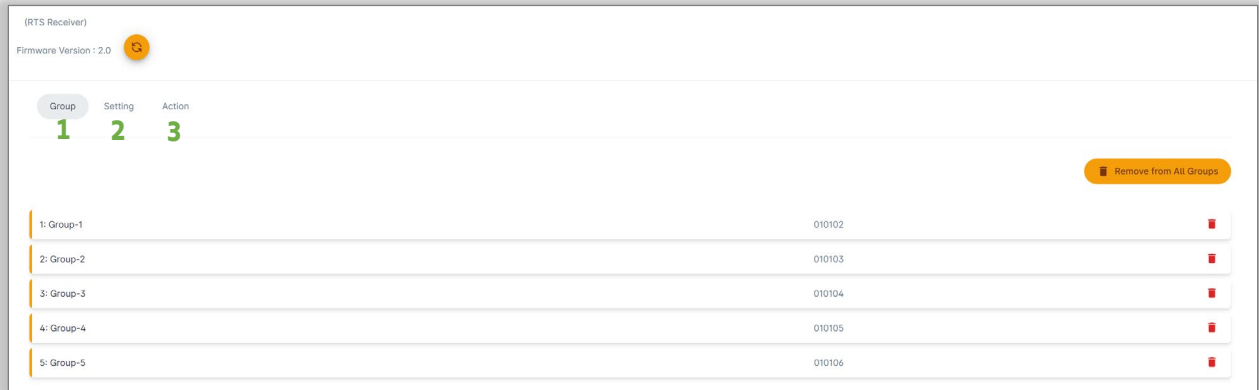 (RTS Receiver)
Firmware Version : 2.0
Group Setting Action
1 2 3
Remove from All Groups
1: Group-1 010102
2: Group-2 010103
3: Group-3 010104
4: Group-4 010105
5: Group-5 010106